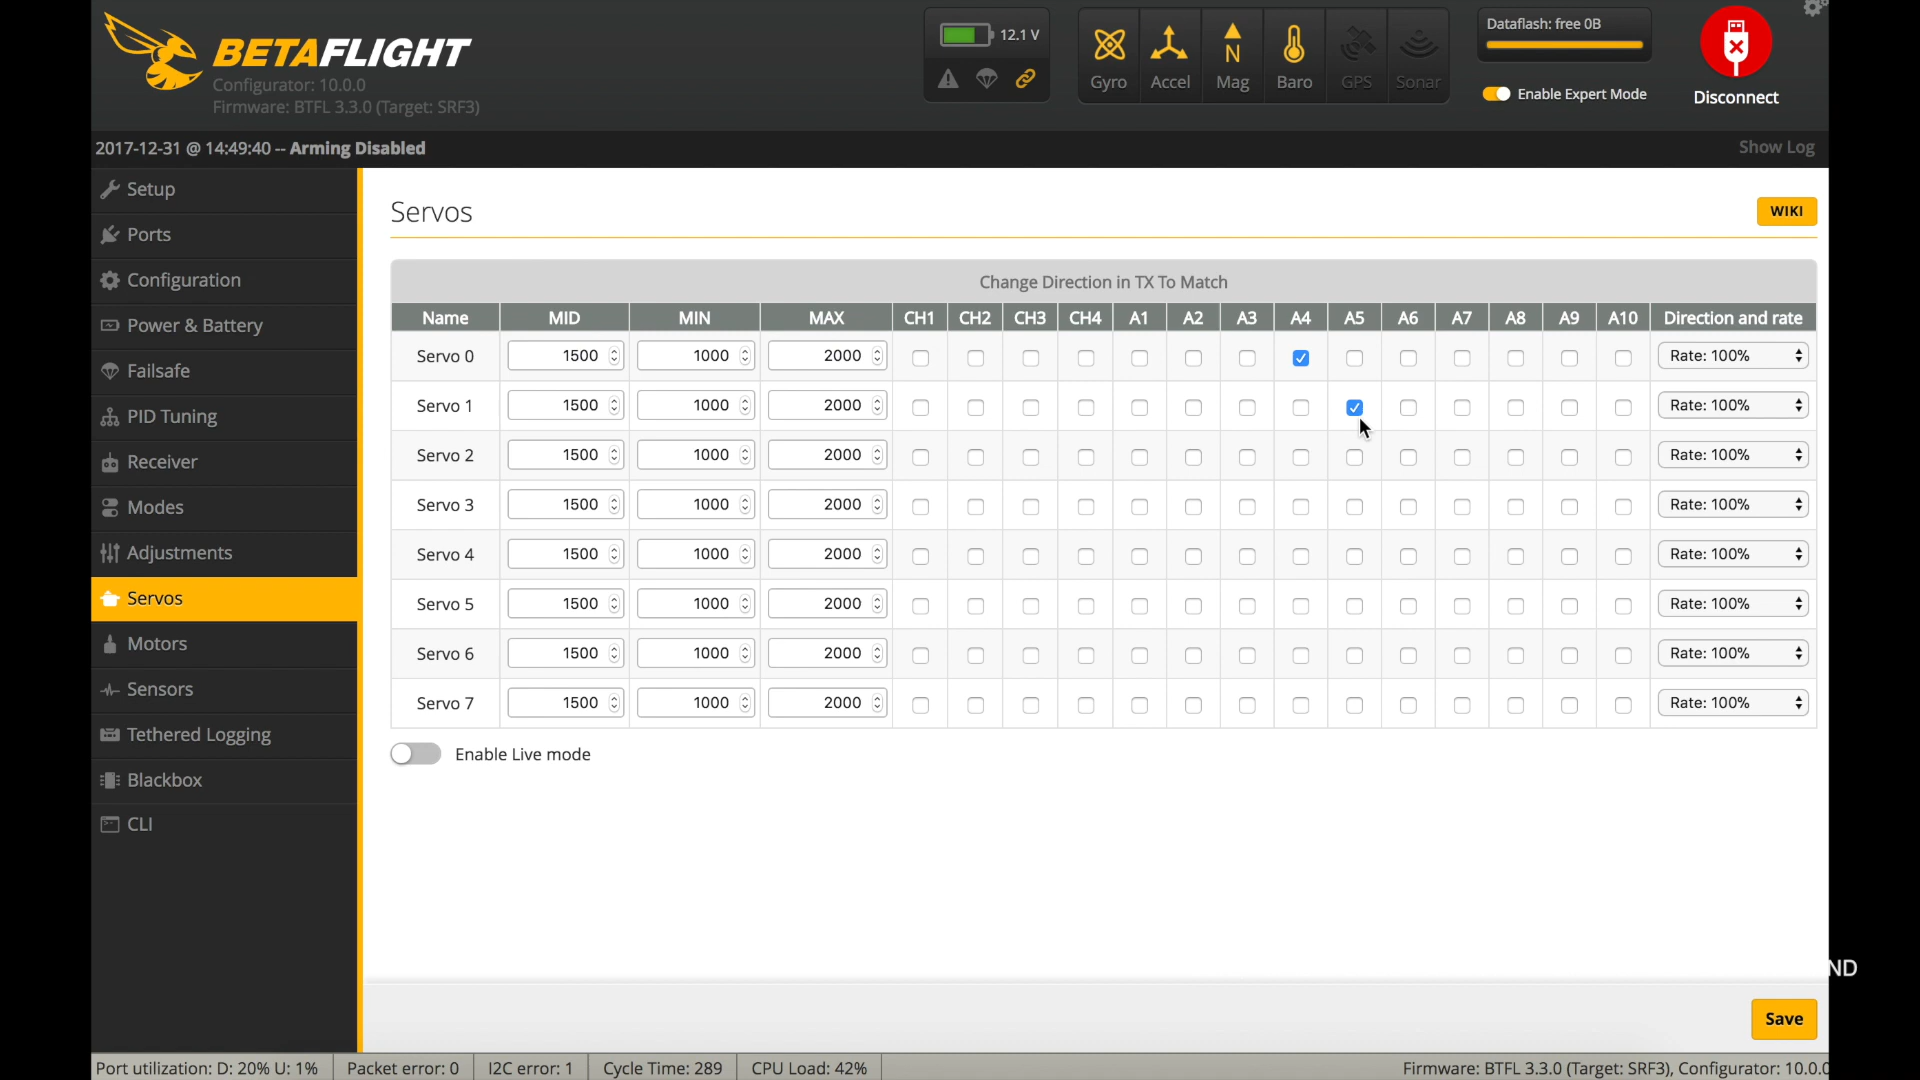 BETAFLIGHT
Configurator: 10.0.0
Firmware: BTFL 3.3.0 (Target: SRF3)
12.1 V
Gyro
Accel
N
Mag
Baro
GPS
Sonar
Dataflash: free 0B
Enable Expert Mode
Disconnect
2017-12-31 @ 14:49:40 -- Arming Disabled
Show Log
Setup
Ports
Configuration
Power & Battery
Failsafe
PID Tuning
Receiver
Modes
Adjustments
Servos
Motors
Sensors
Tethered Logging
Blackbox
CLI
Servos
WIKI
Change Direction in TX To Match
Name MID MIN MAX CH1 CH2 CH3 CH4 A1 A2 A3 A4 A5 A6 A7 A8 A9 A10 Direction and rate
Servo 0 1500 1000 2000 Rate: 100%
Servo 1 1500 1000 2000 Rate: 100%
Servo 2 1500 1000 2000 Rate: 100%
Servo 3 1500 1000 2000 Rate: 100%
Servo 4 1500 1000 2000 Rate: 100%
Servo 5 1500 1000 2000 Rate: 100%
Servo 6 1500 1000 2000 Rate: 100%
Servo 7 1500 1000 2000 Rate: 100%
Enable Live mode
ND
Save
Port utilization: D: 20% U: 1% Packet error: 0 I2C error: 1 Cycle Time: 289 CPU Load: 42% Firmware: BTFL 3.3.0 (Target: SRF3), Configurator: 10.0.0